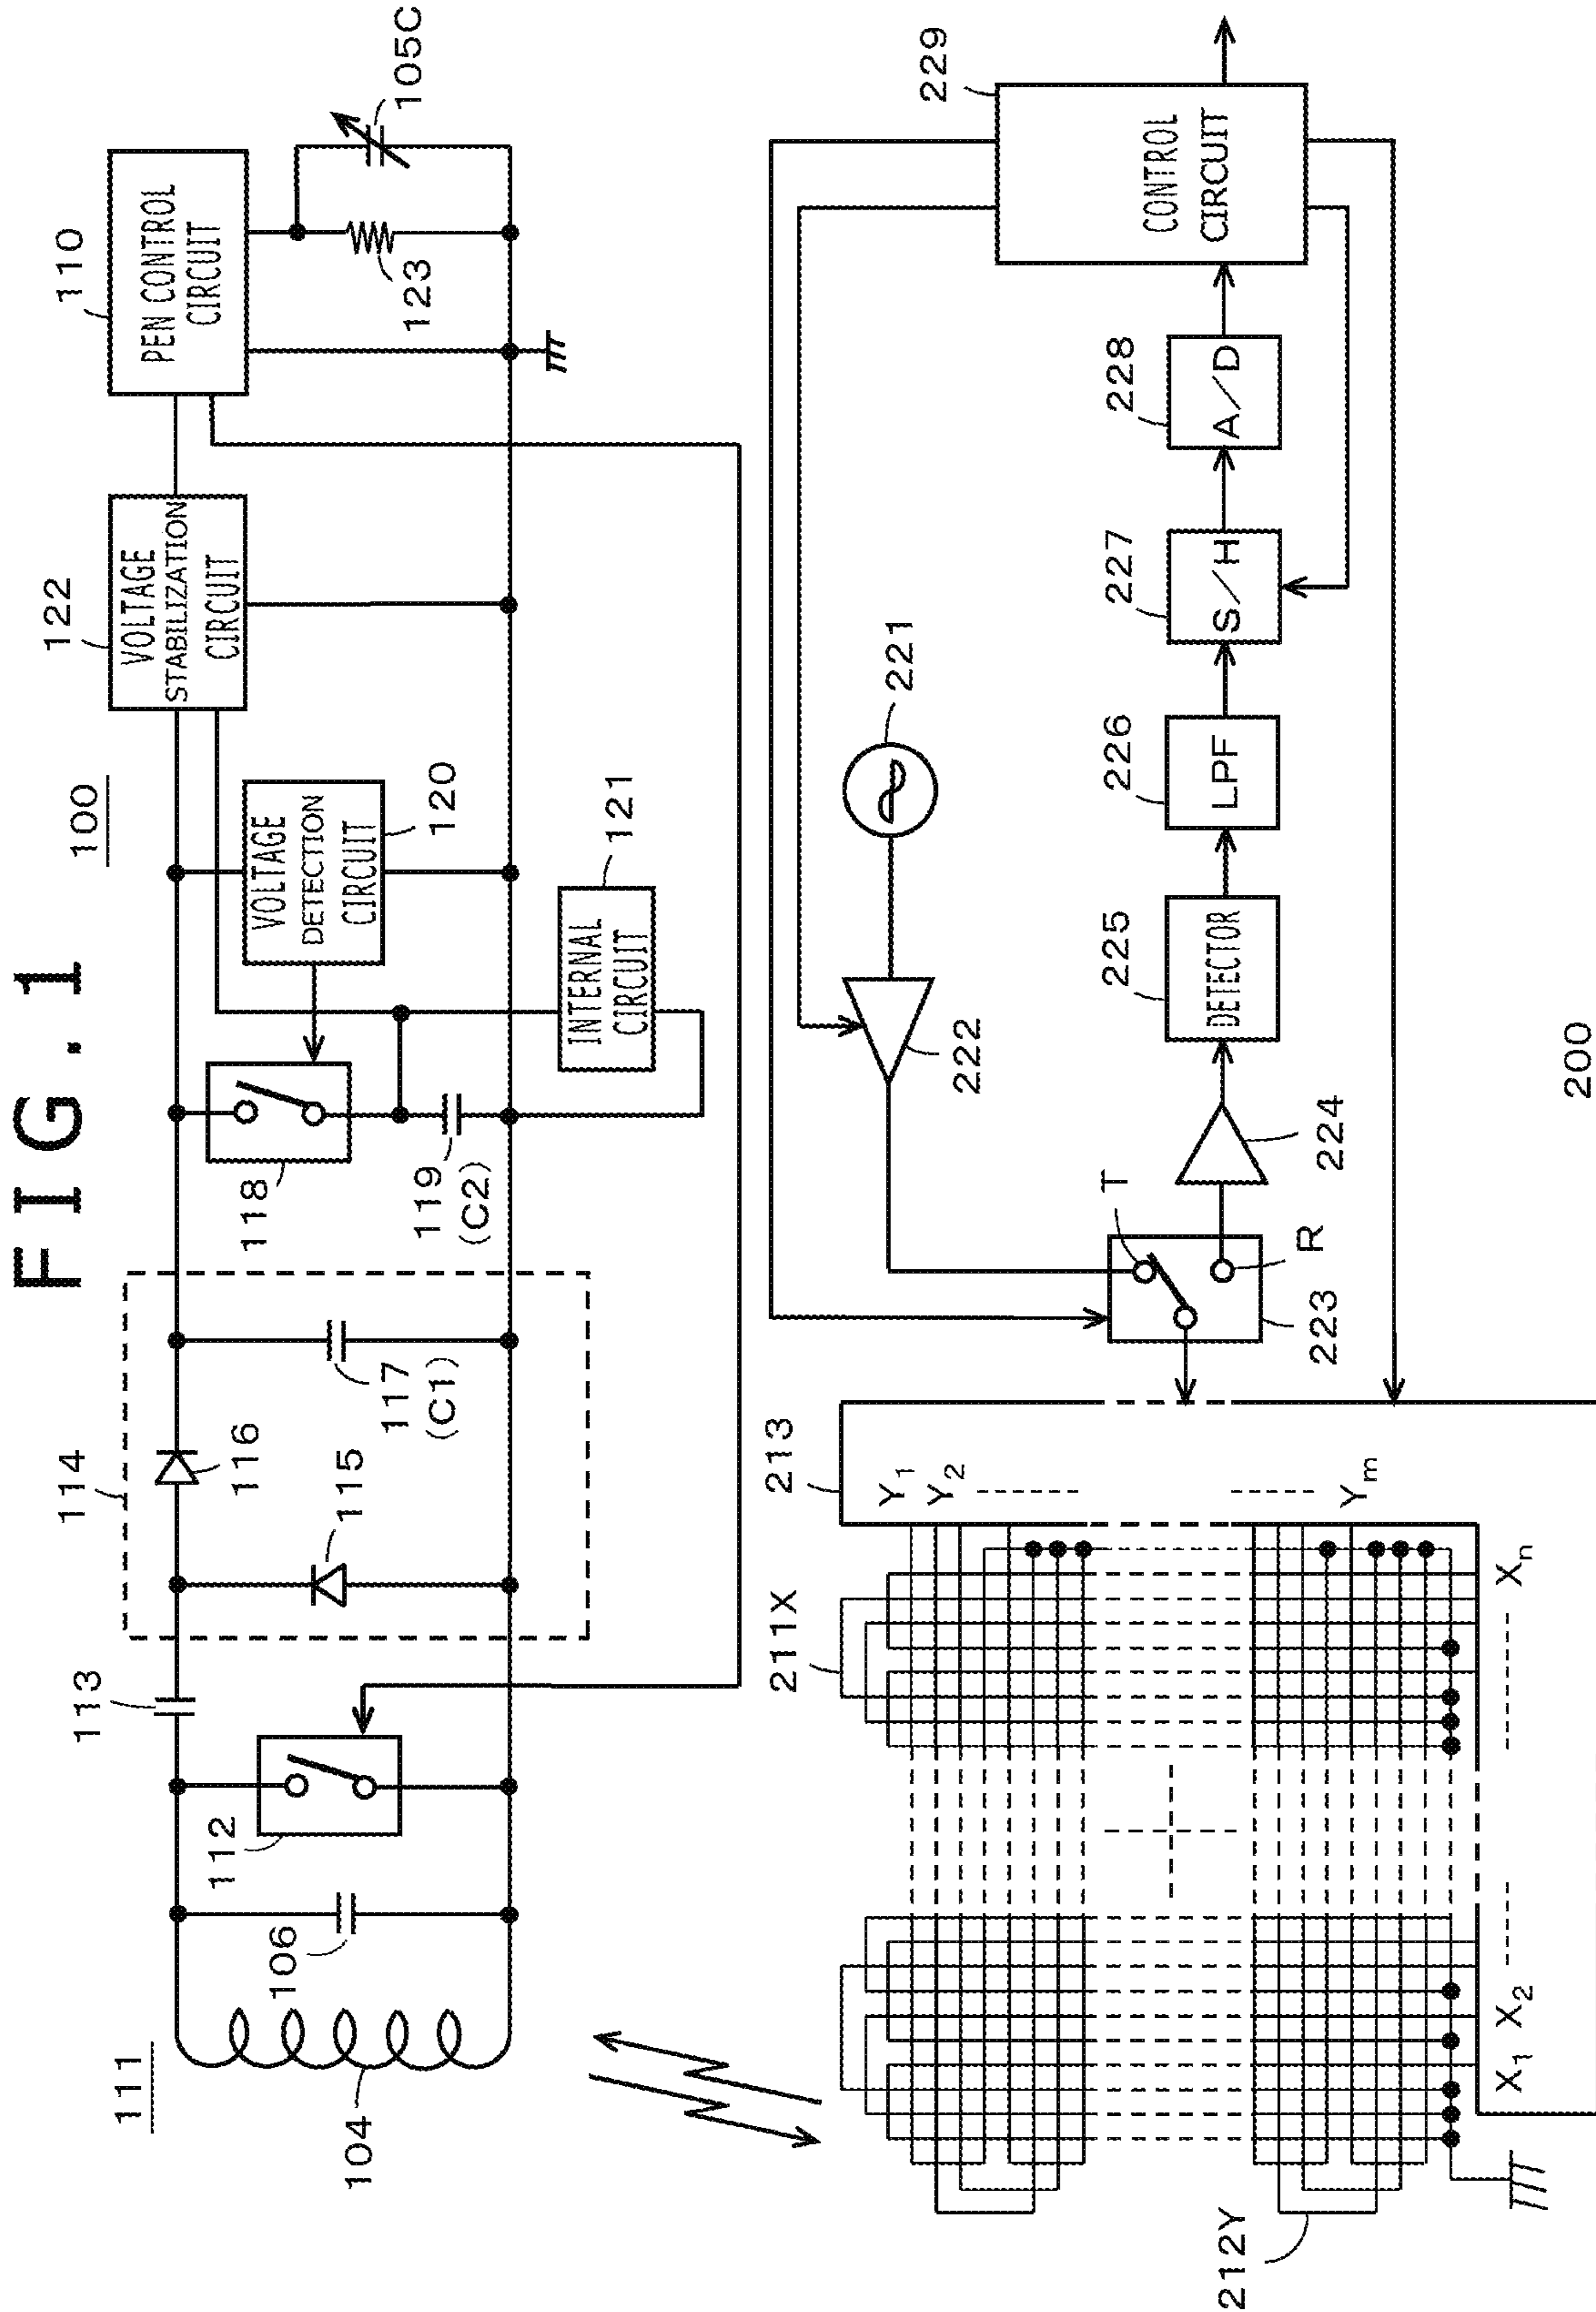 FIG. 1
100
111
104
106
112
113
114
115
116
117
(C1)
118
119
(C2)
VOLTAGE
DETECTION
CIRCUIT
120
INTERNAL
CIRCUIT
121
122
VOLTAGE
STABILIZATION
CIRCUIT
110
PEN CONTROL
CIRCUIT
123
105C
211X
212Y
213
Y1
Y2
Ym
X1
X2
Xn
T
R
223
222
221
224
225
DETECTOR
226
LPF
227
S/H
228
A/D
229
CONTROL
CIRCUIT
200